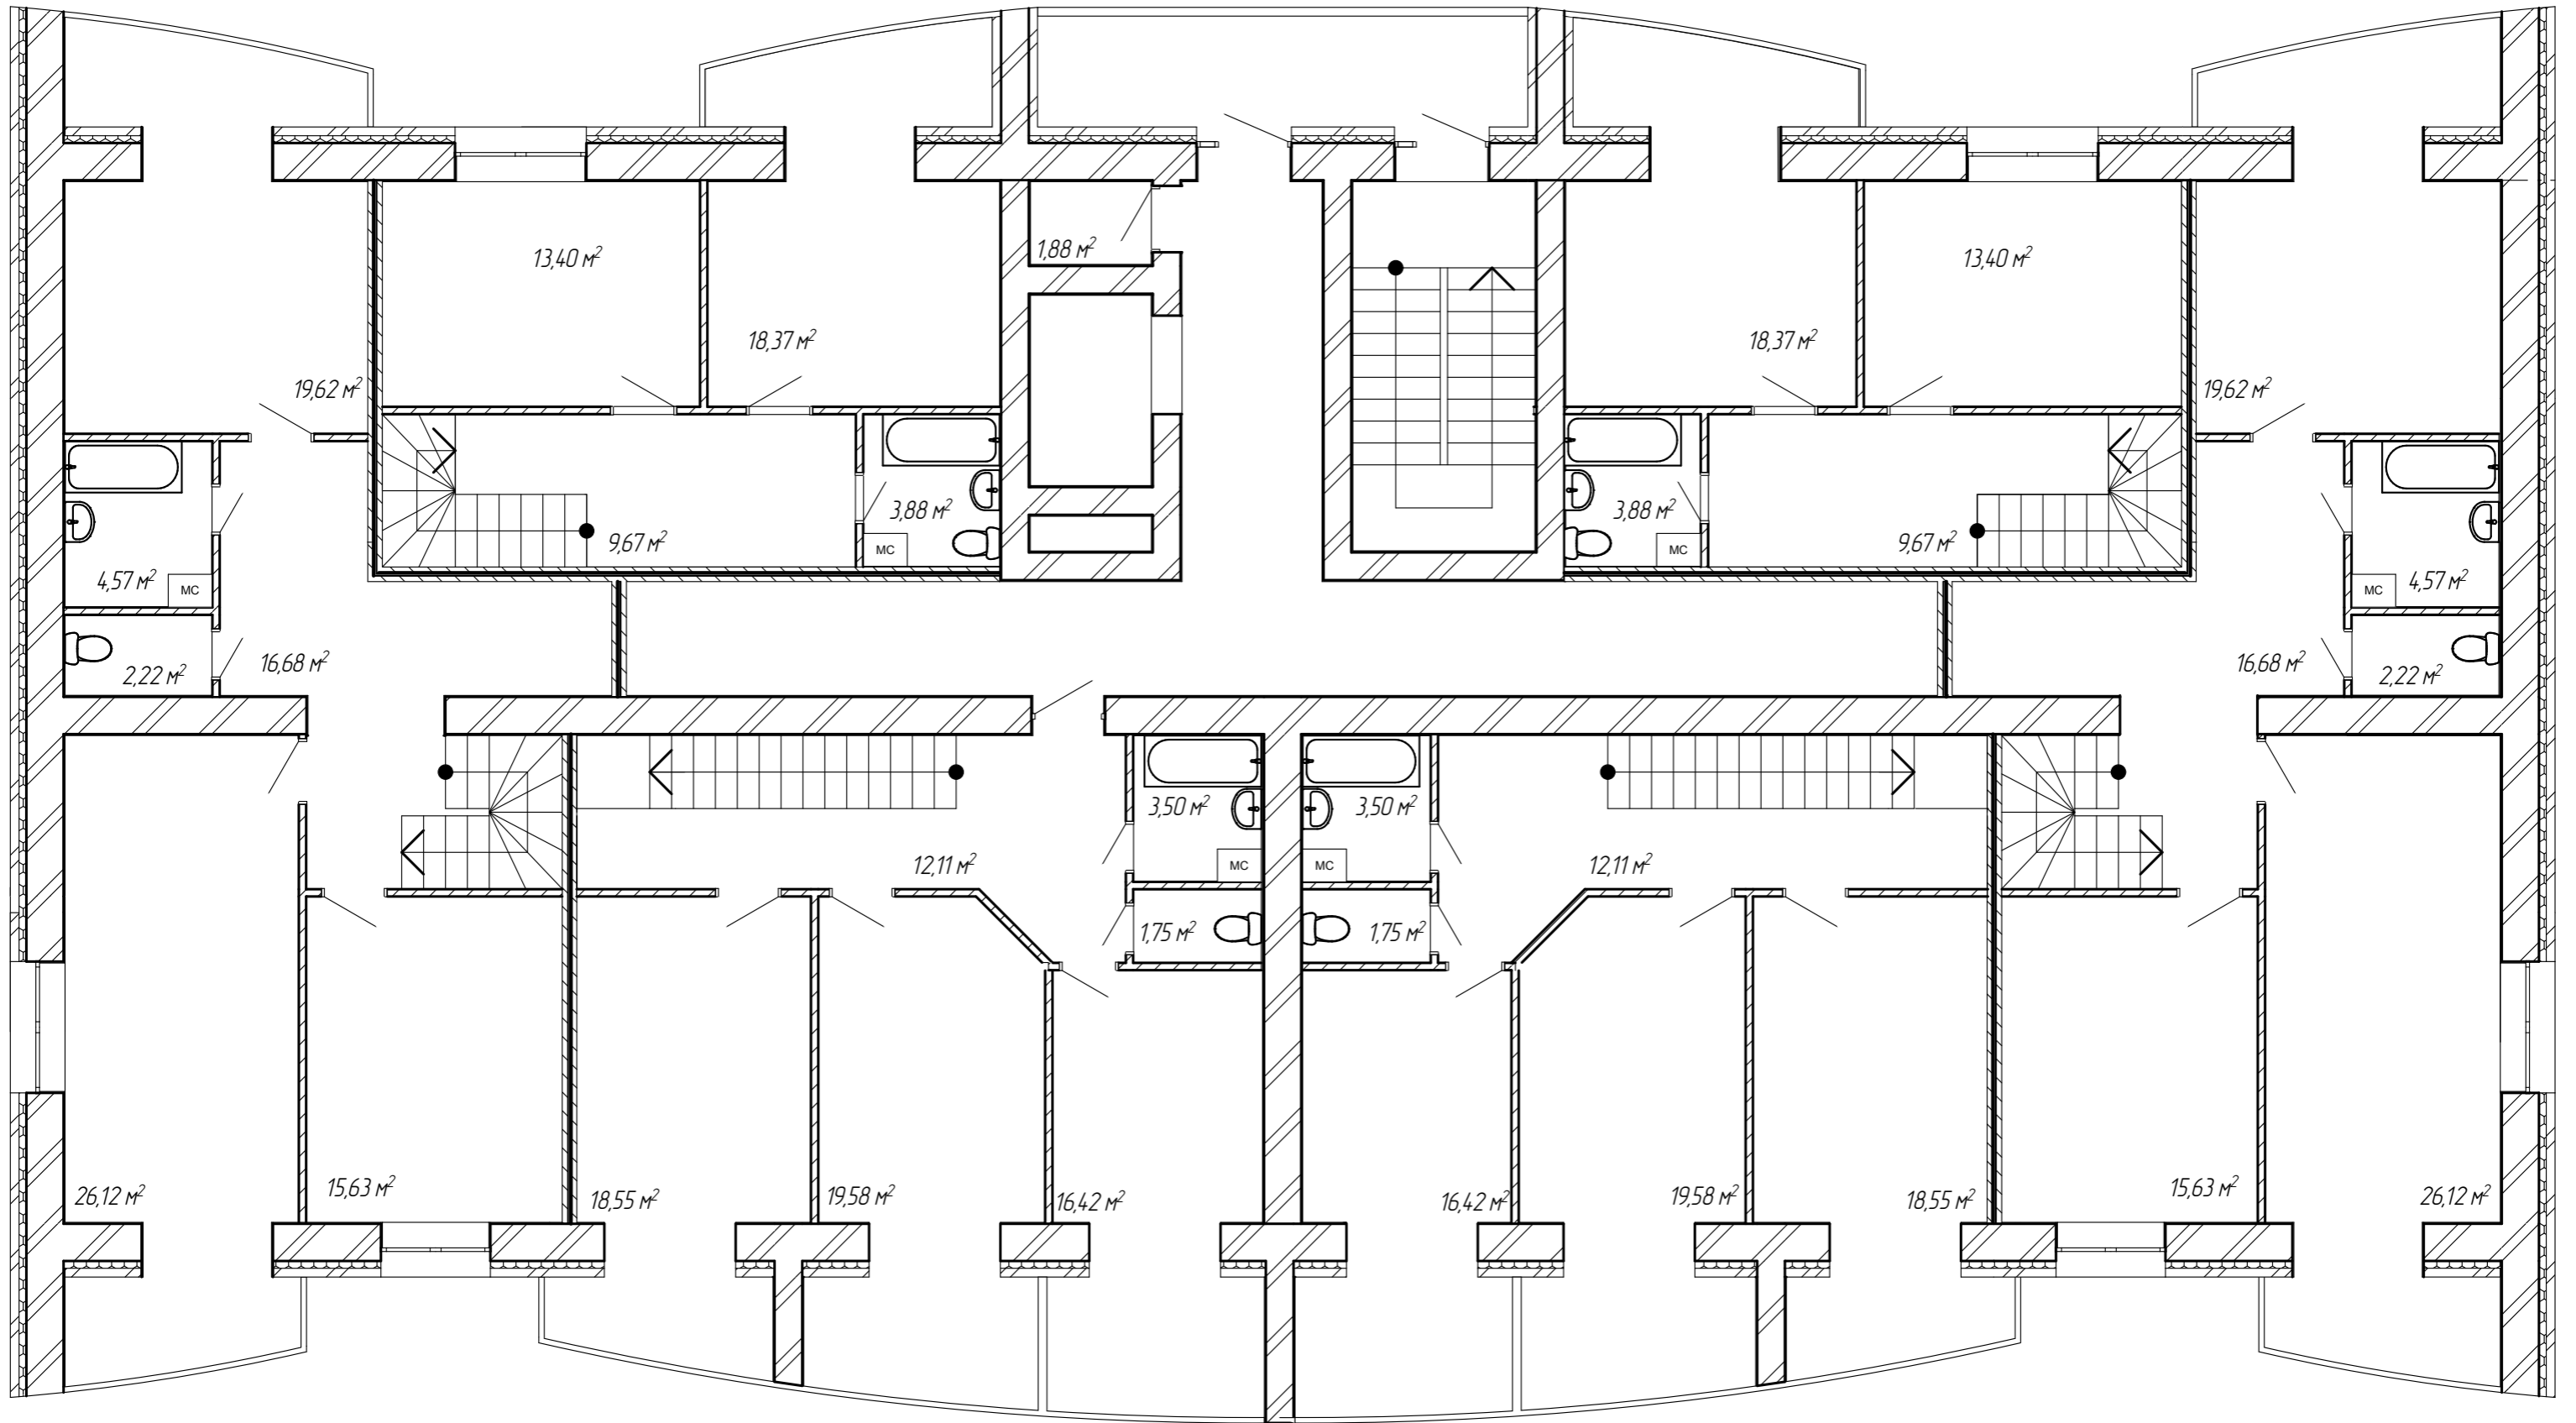 1,88 м²
13,40 м²
13,40 м²
18,37 м²
18,37 м²
19,62 м²
19,62 м²
3,88 м²
3,88 м²
9,67 м²
9,67 м²
МС
МС
4,57 м²
МС
МС
4,57 м²
2,22 м²
16,68 м²
16,68 м²
2,22 м²
3,50 м²
3,50 м²
12,11 м²
МС
МС
12,11 м²
1,75 м²
1,75 м²
26,12 м²
15,63 м²
18,55 м²
19,58 м²
16,42 м²
16,42 м²
19,58 м²
18,55 м²
15,63 м²
26,12 м²